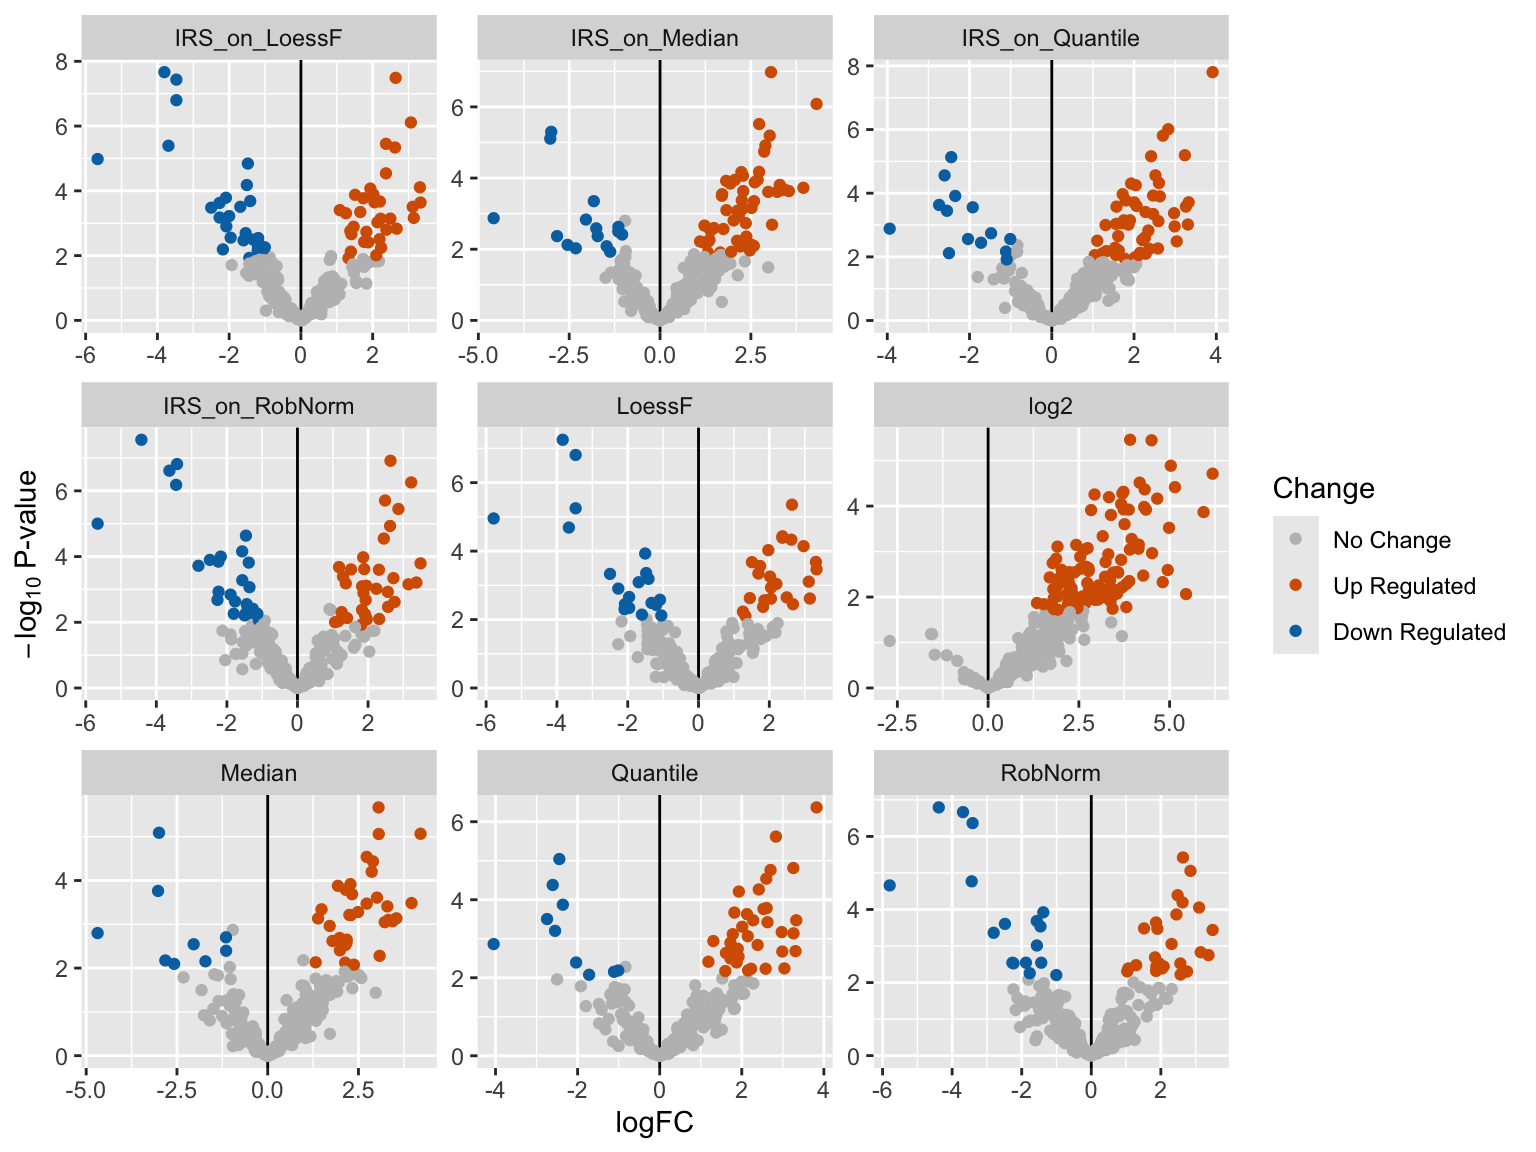 IRS_on_LoessF IRS_on_Median IRS_on_Quantile
8 6 4 2 0
6 4 2 0
8 6 4 2 0
-6 -4 -2 0 2
-5.0 -2.5 0.0 2.5
-4 -2 0 2 4
IRS_on_RobNorm LoessF log2
6 4 2 0
6 4 2 0
4 2 0
-6 -4 -2 0 2
-6 -4 -2 0 2
-2.5 0.0 2.5 5.0
Median Quantile RobNorm
4 2 0
6 4 2 0
6 4 2 0
-5.0 -2.5 0.0 2.5
-4 -2 0 2 4
-6 -4 -2 0 2
logFC
−log10 P-value
Change
No Change
Up Regulated
Down Regulated